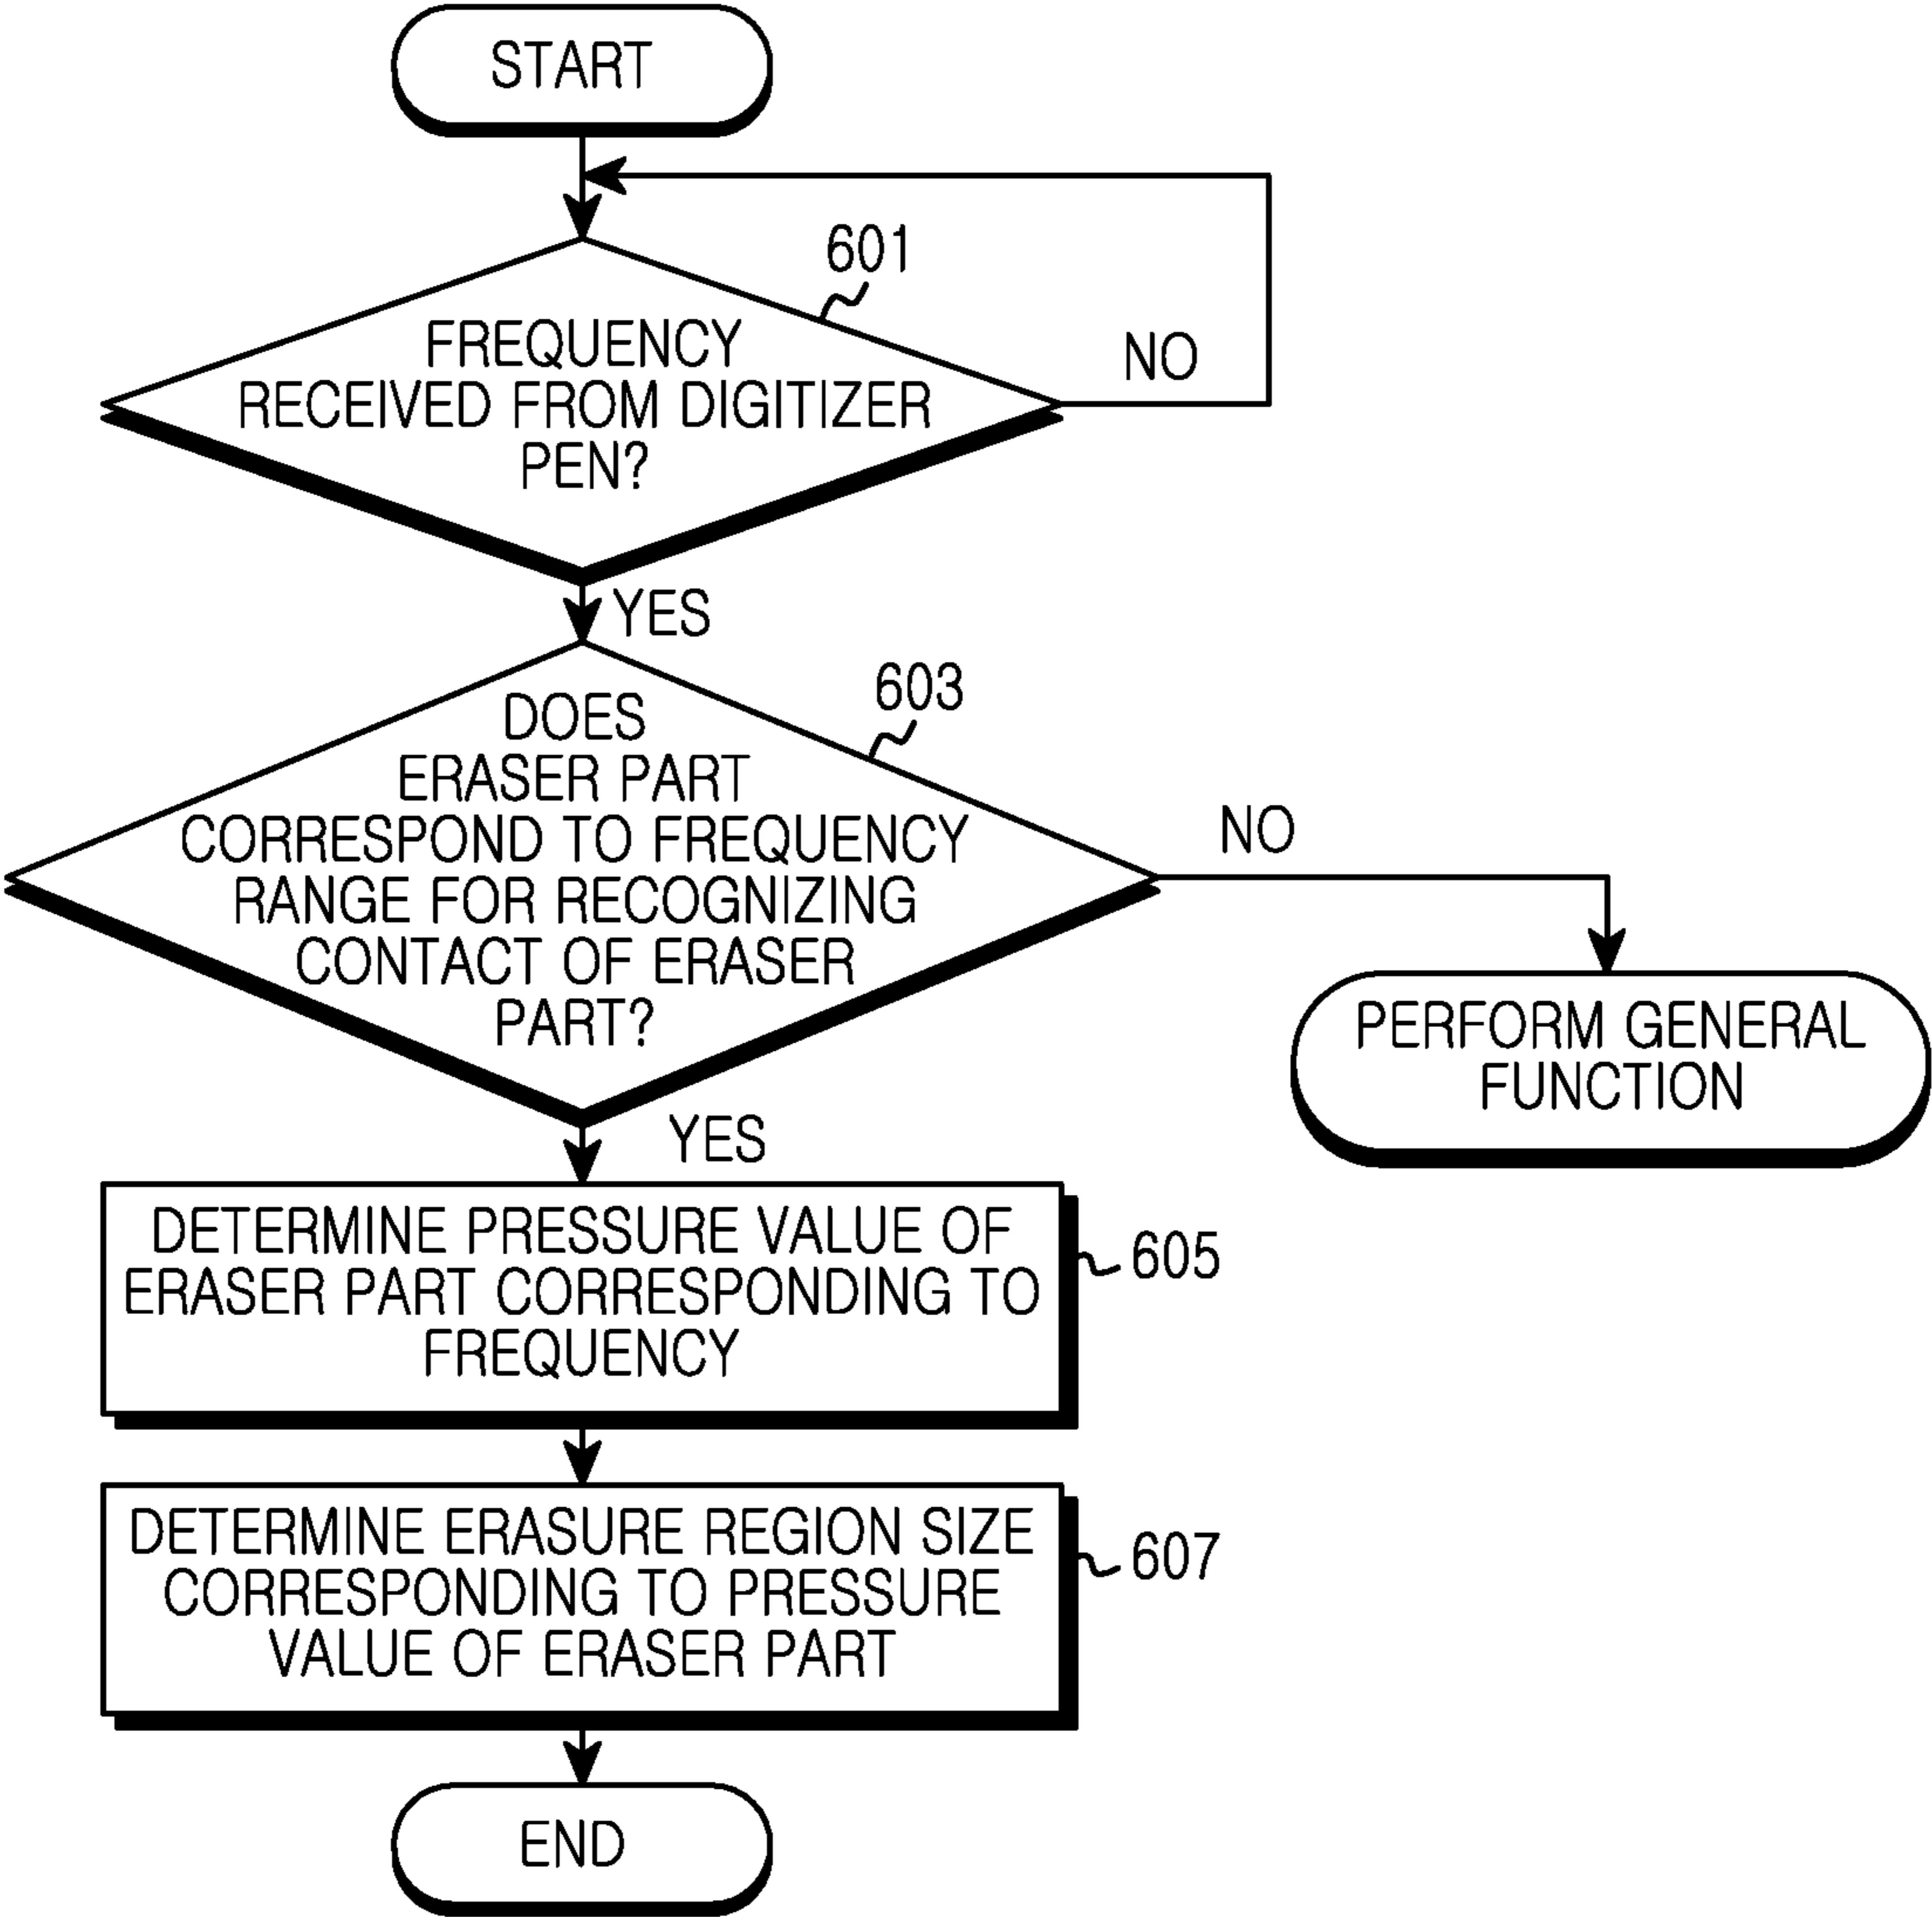 START
601
FREQUENCY
RECEIVED FROM DIGITIZER
PEN?
NO
YES
603
DOES
ERASER PART
CORRESPOND TO FREQUENCY
RANGE FOR RECOGNIZING
CONTACT OF ERASER
PART?
NO
PERFORM GENERAL
FUNCTION
YES
DETERMINE PRESSURE VALUE OF
ERASER PART CORRESPONDING TO
FREQUENCY
605
DETERMINE ERASURE REGION SIZE
CORRESPONDING TO PRESSURE
VALUE OF ERASER PART
607
END